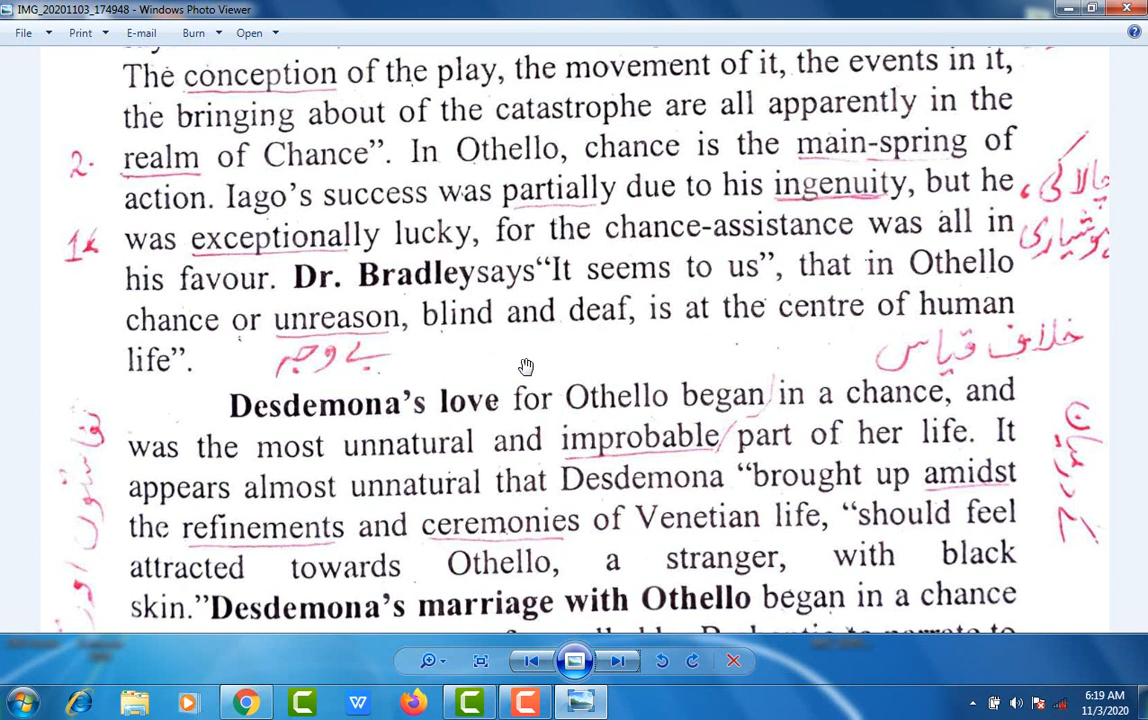 IMG_20201103_174948 - Windows Photo Viewer
File Print E-mail Burn Open
The conception of the play, the movement of it, the events in it,
the bringing about of the catastrophe are all apparently in the
2. realm of Chance”. In Othello, chance is the main-spring of
action. Iago’s success was partially due to his ingenuity, but he
چالاکی،
1 was exceptionally lucky, for the chance-assistance was all in
ہوشیاری
his favour. Dr. Bradleysays“It seems to us”, that in Othello
chance or unreason, blind and deaf, is at the centre of human
خلاف قیاس
life”.
بے وجہ
Desdemona’s love for Othello began in a chance, and
was the most unnatural and improbable part of her life. It
appears almost unnatural that Desdemona “brought up amidst
کے درمیان
the refinements and ceremonies of Venetian life, “should feel
attracted towards Othello, a stranger, with black
skin.”Desdemona’s marriage with Othello began in a chance
6:19 AM
11/3/2020